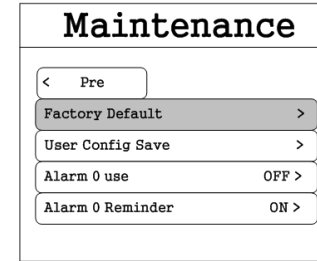 Maintenance
< Pre
Factory Default >
User Config Save >
Alarm 0 use OFF >
Alarm 0 Reminder ON >